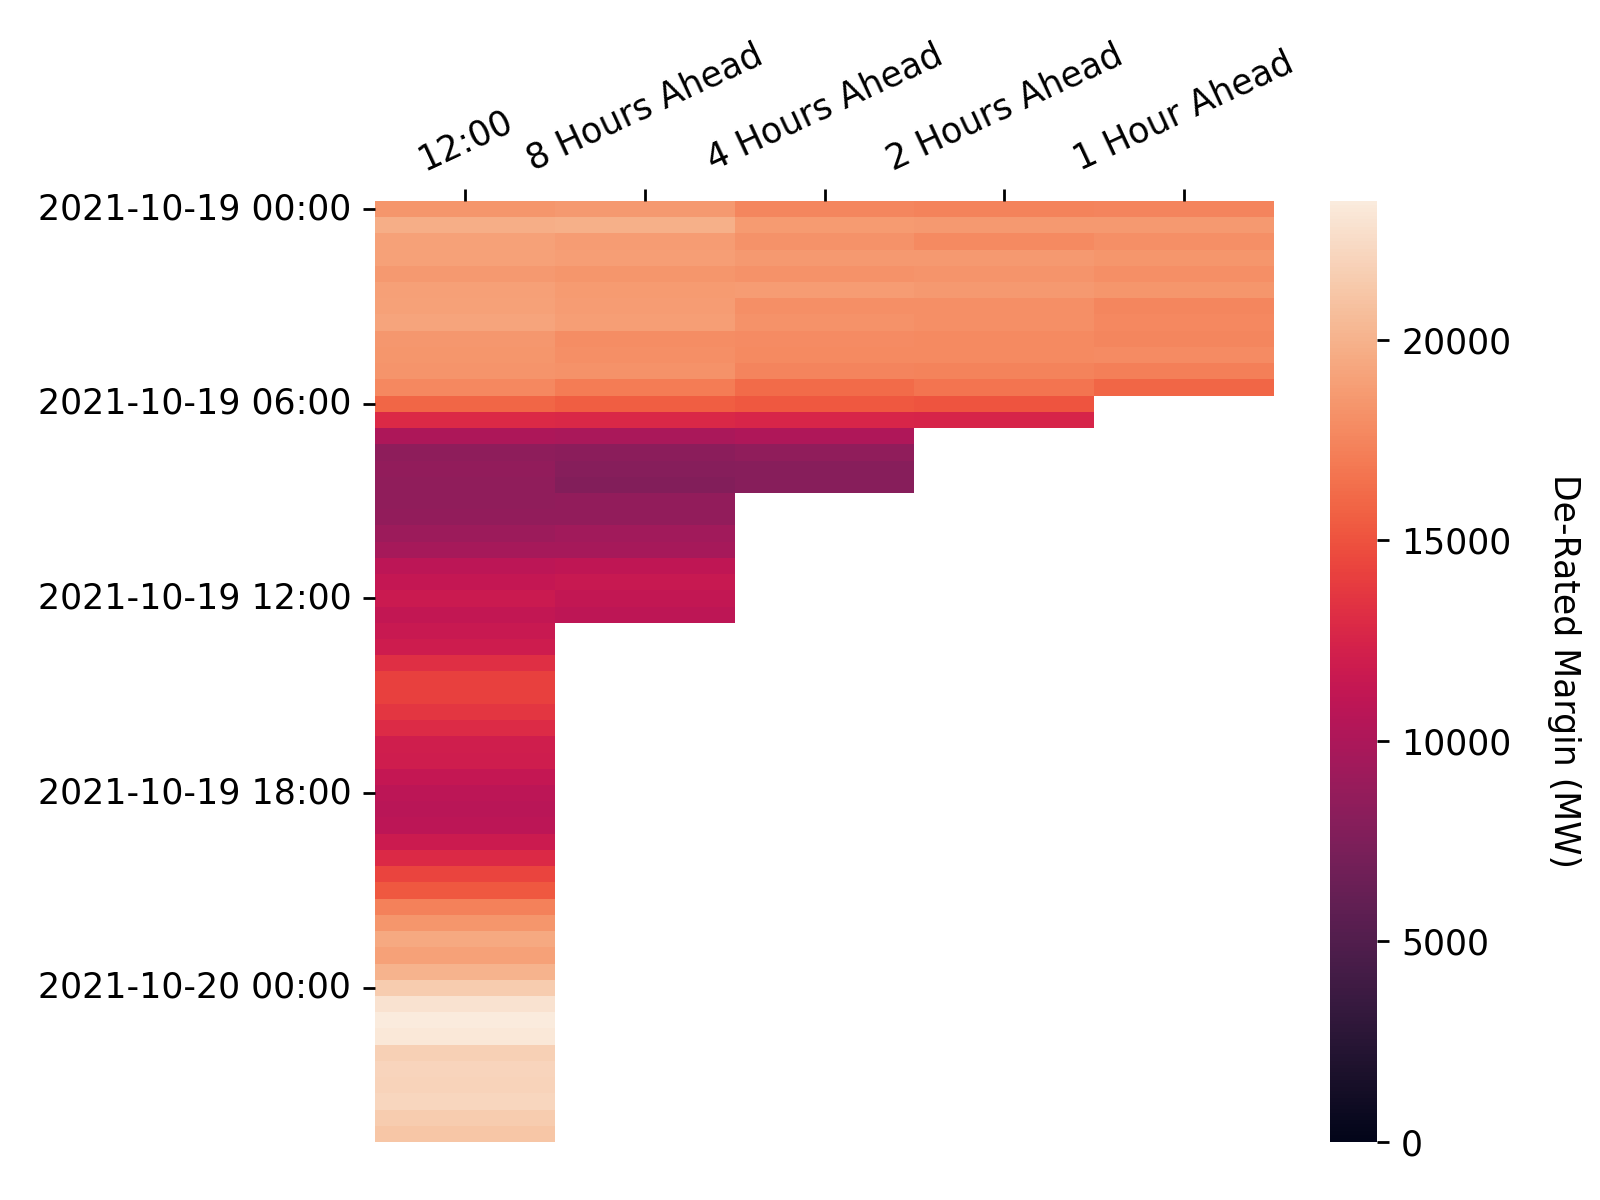 12:00
8 Hours Ahead
4 Hours Ahead
2 Hours Ahead
1 Hour Ahead
2021-10-19 00:00
2021-10-19 06:00
2021-10-19 12:00
2021-10-19 18:00
2021-10-20 00:00
20000
15000
10000
5000
0
De-Rated Margin (MW)